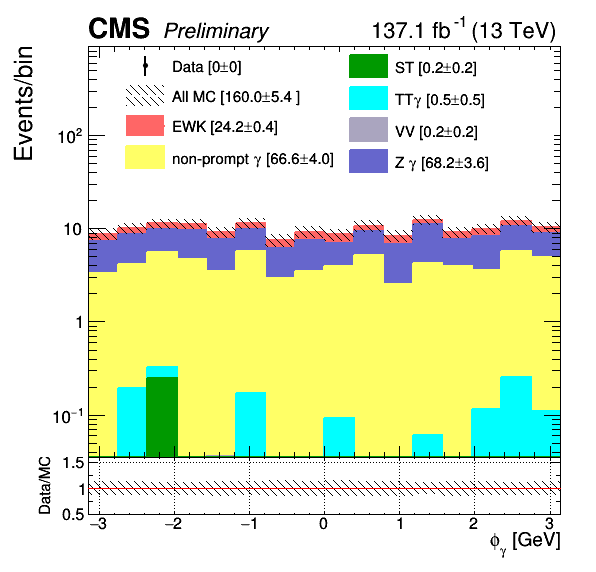 CMS Preliminary 137.1 fb⁻¹ (13 TeV)
Events/bin
Data [0±0]
All MC [160.0±5.4 ]
EWK [24.2±0.4]
non-prompt γ [66.6±4.0]
ST [0.2±0.2]
TTγ [0.5±0.5]
VV [0.2±0.2]
Z γ [68.2±3.6]
10²
10
1
10⁻¹
Data/MC
1.5
1
0.5
−3 −2 −1 0 1 2 3
ϕγ [GeV]